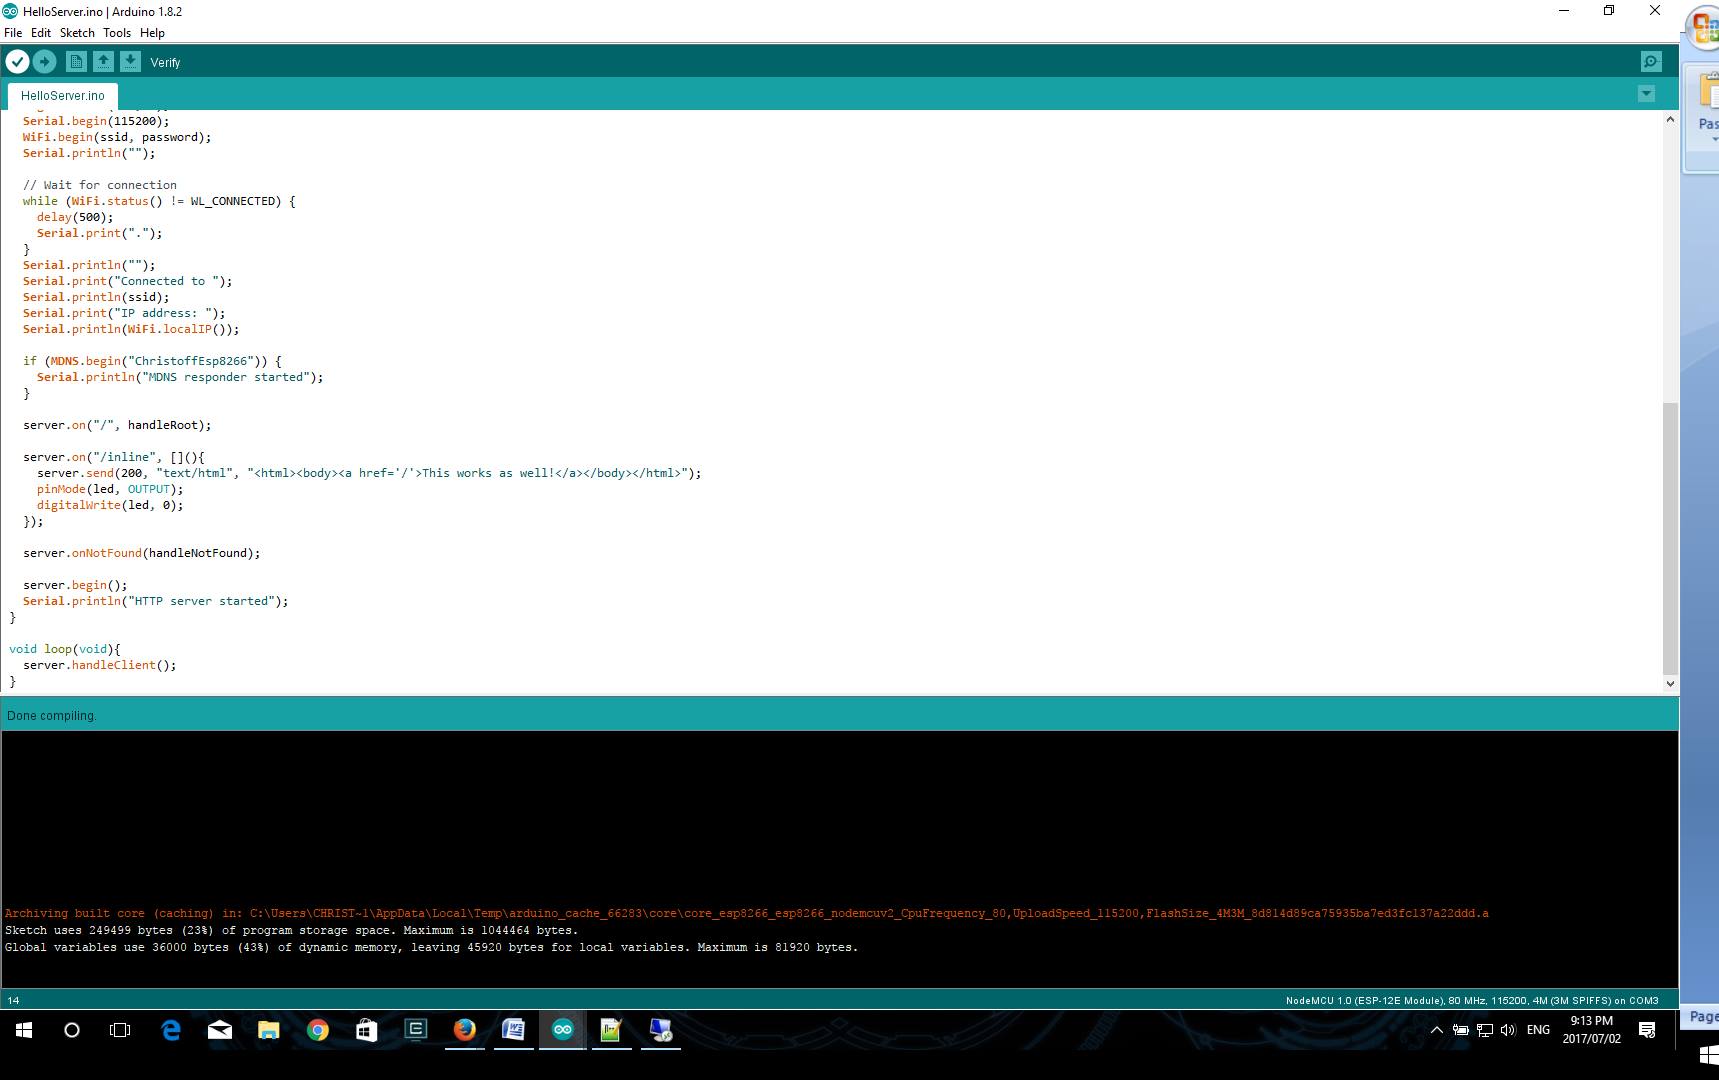 HelloServer.ino | Arduino 1.8.2
File Edit Sketch Tools Help
Verify
HelloServer.ino
Serial.begin(115200);
WiFi.begin(ssid, password);
Serial.println("");
// Wait for connection
while (WiFi.status() != WL_CONNECTED) {
delay(500);
Serial.print(".");
}
Serial.println("");
Serial.print("Connected to ");
Serial.println(ssid);
Serial.print("IP address: ");
Serial.println(WiFi.localIP());
if (MDNS.begin("ChristoffEsp8266")) {
Serial.println("MDNS responder started");
}
server.on("/", handleRoot);
server.on("/inline", [](){
server.send(200, "text/html", "<html><body><a href='/'>This works as well!</a></body></html>");
pinMode(led, OUTPUT);
digitalWrite(led, 0);
});
server.onNotFound(handleNotFound);
server.begin();
Serial.println("HTTP server started");
}
void loop(void){
server.handleClient();
}
Done compiling.
Archiving built core (caching) in: C:\Users\CHRIST~1\AppData\Local\Temp\arduino_cache_66283\core\core_esp8266_esp8266_nodemcuv2_CpuFrequency_80,UploadSpeed_115200,FlashSize_4M3M_8d814d89ca75935ba7ed3fc137a22ddd.a
Sketch uses 249499 bytes (23%) of program storage space. Maximum is 1044464 bytes.
Global variables use 36000 bytes (43%) of dynamic memory, leaving 45920 bytes for local variables. Maximum is 81920 bytes.
14
NodeMCU 1.0 (ESP-12E Module), 80 MHz, 115200, 4M (3M SPIFFS) on COM3
Pas
Page
ENG
9:13 PM
2017/07/02